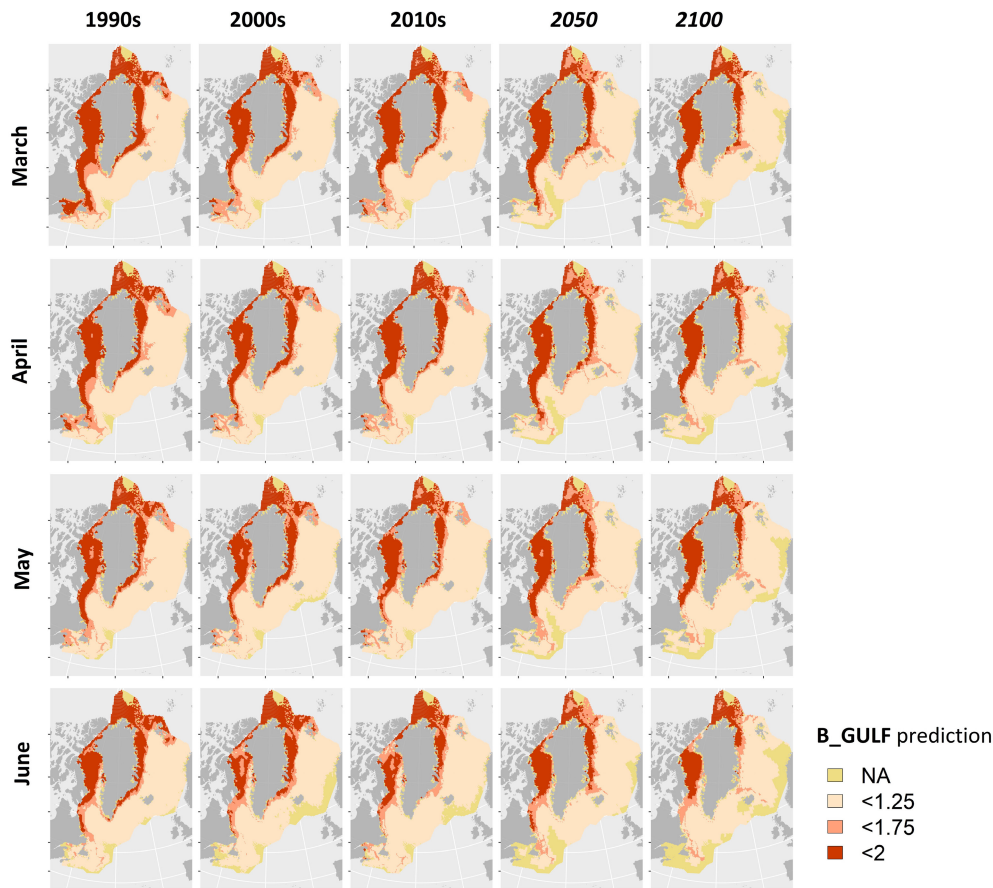 1990s 2000s 2010s 2050 2100
March
April
May
June
B_GULF prediction
NA
<1.25
<1.75
<2